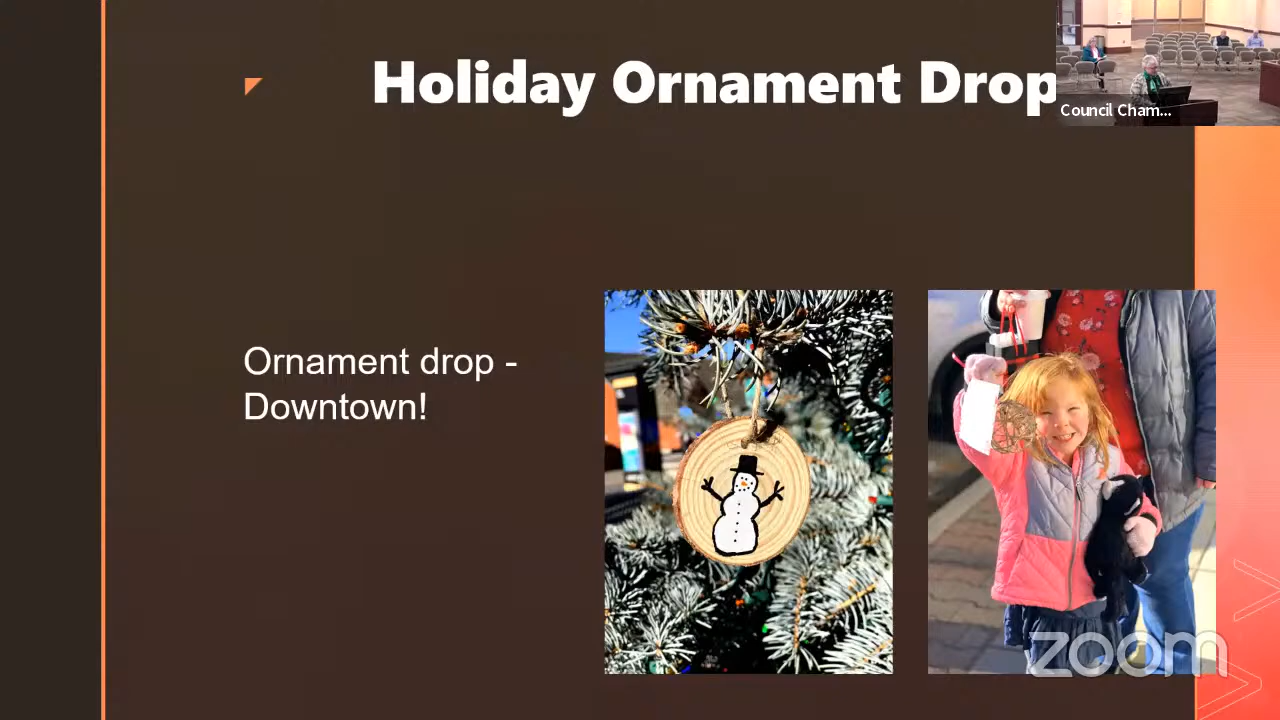 Holiday Ornament Drop
Council Cham...
Ornament drop -
Downtown!
zoom